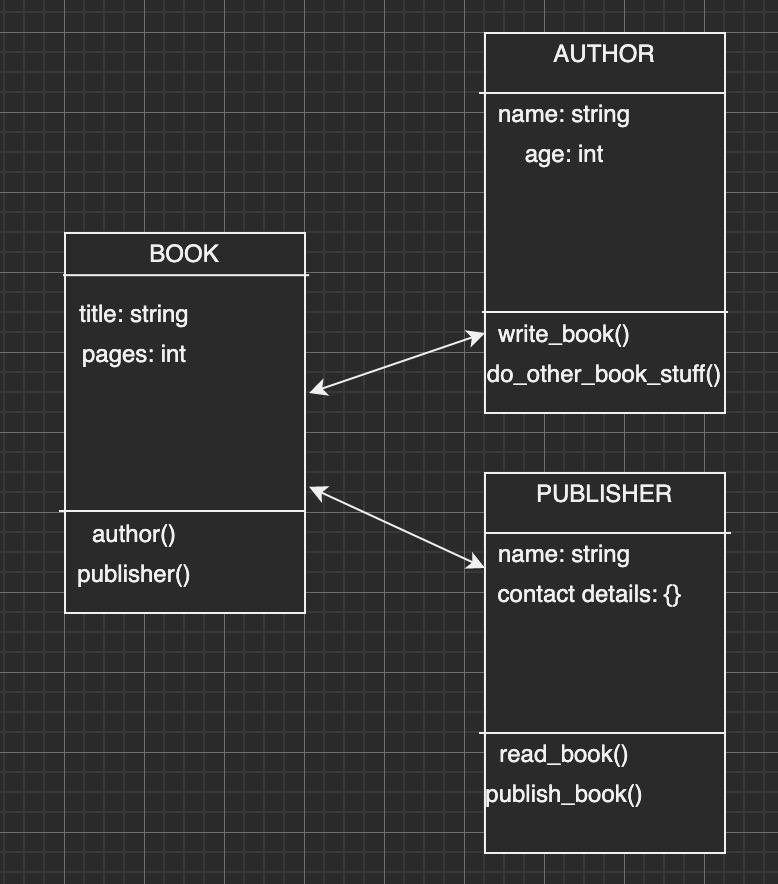 BOOK
title: string
pages: int
author()
publisher()
AUTHOR
name: string
age: int
write_book()
do_other_book_stuff()
PUBLISHER
name: string
contact details: {}
read_book()
publish_book()